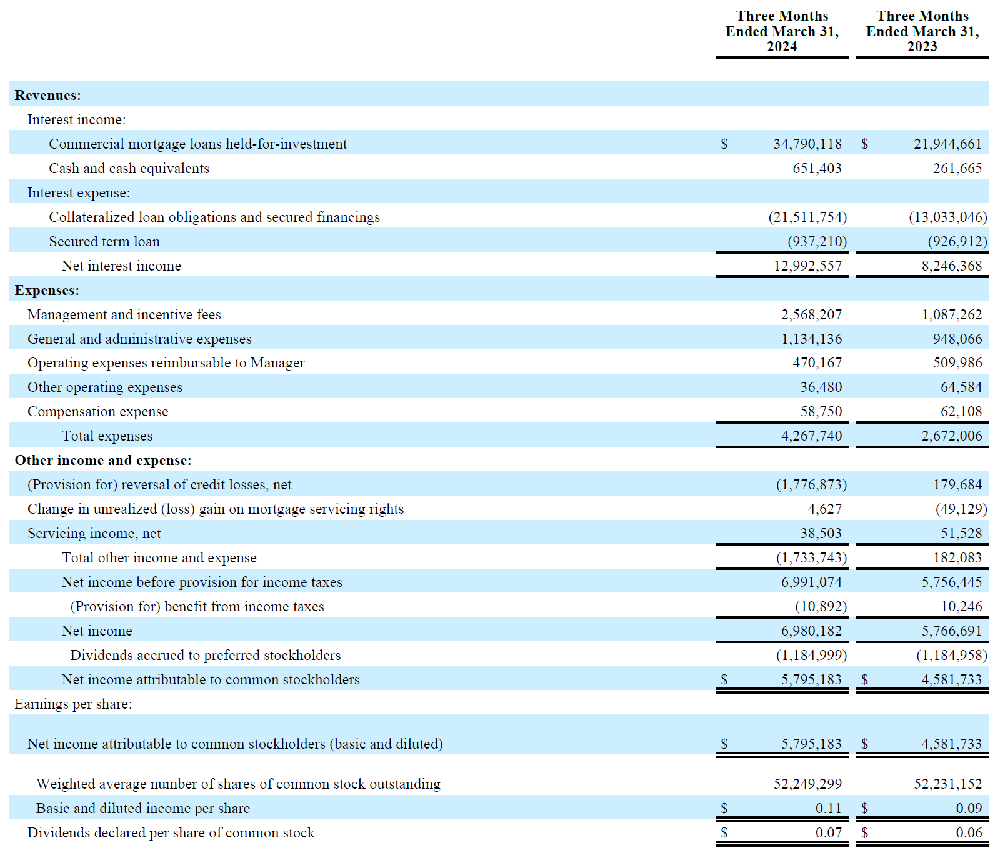 Three Months Ended March 31, 2024 Three Months Ended March 31, 2023
Revenues:
Interest income:
Commercial mortgage loans held-for-investment $ 34,790,118 $ 21,944,661
Cash and cash equivalents 651,403 261,665
Interest expense:
Collateralized loan obligations and secured financings (21,511,754) (13,033,046)
Secured term loan (937,210) (926,912)
Net interest income 12,992,557 8,246,368
Expenses:
Management and incentive fees 2,568,207 1,087,262
General and administrative expenses 1,134,136 948,066
Operating expenses reimbursable to Manager 470,167 509,986
Other operating expenses 36,480 64,584
Compensation expense 58,750 62,108
Total expenses 4,267,740 2,672,006
Other income and expense:
(Provision for) reversal of credit losses, net (1,776,873) 179,684
Change in unrealized (loss) gain on mortgage servicing rights 4,627 (49,129)
Servicing income, net 38,503 51,528
Total other income and expense (1,733,743) 182,083
Net income before provision for income taxes 6,991,074 5,756,445
(Provision for) benefit from income taxes (10,892) 10,246
Net income 6,980,182 5,766,691
Dividends accrued to preferred stockholders (1,184,999) (1,184,958)
Net income attributable to common stockholders $ 5,795,183 $ 4,581,733
Earnings per share:
Net income attributable to common stockholders (basic and diluted) $ 5,795,183 $ 4,581,733
Weighted average number of shares of common stock outstanding 52,249,299 52,231,152
Basic and diluted income per share $ 0.11 $ 0.09
Dividends declared per share of common stock $ 0.07 $ 0.06